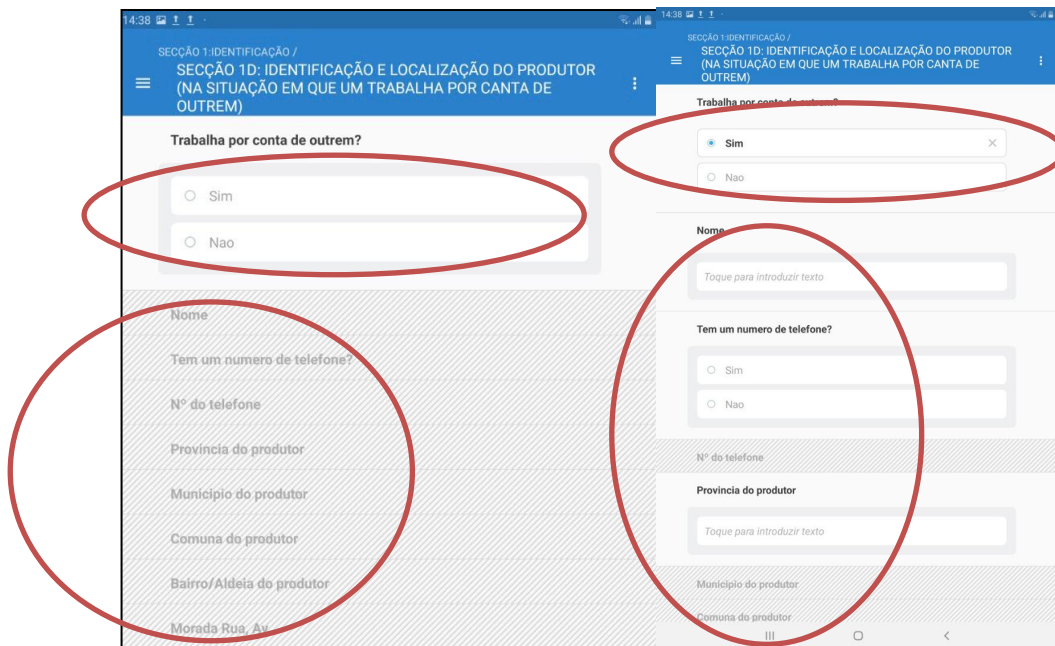 14:38
SECÇÃO 1:IDENTIFICAÇÃO /
SECÇÃO 1D: IDENTIFICAÇÃO E LOCALIZAÇÃO DO PRODUTOR
(NA SITUAÇÃO EM QUE UM TRABALHA POR CANTA DE
OUTREM)
Trabalha por conta de outrem?
Sim
Nao
Nome
Tem um numero de telefone?
Nº do telefone
Provincia do produtor
Municipio do produtor
Comuna do produtor
Bairro/Aldeia do produtor
Morada Rua, Av
14:38
SECÇÃO 1:IDENTIFICAÇÃO /
SECÇÃO 1D: IDENTIFICAÇÃO E LOCALIZAÇÃO DO PRODUTOR
(NA SITUAÇÃO EM QUE UM TRABALHA POR CANTA DE
OUTREM)
Trabalha por conta de outrem?
Sim
Nao
Nome
Toque para introduzir texto
Tem um numero de telefone?
Sim
Nao
Nº do telefone
Provincia do produtor
Toque para introduzir texto
Municipio do produtor
Comuna do produtor